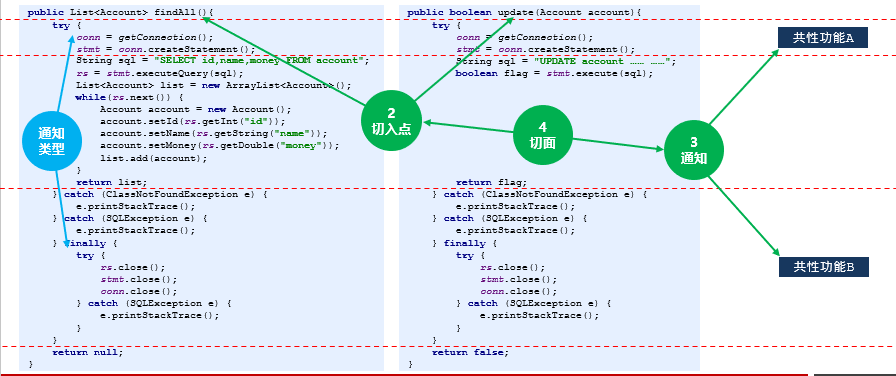 public List<Account> findAll(){
try {
conn = getConnection();
stmt = conn.createStatement();
String sql = "SELECT id,name,money FROM account";
rs = stmt.executeQuery(sql);
List<Account> list = new ArrayList<Account>();
while(rs.next()) {
Account account = new Account();
account.setId(rs.getInt("id"));
account.setName(rs.getString("name"));
account.setMoney(rs.getDouble("money"));
list.add(account);
}
return list;
} catch (ClassNotFoundException e) {
e.printStackTrace();
} catch (SQLException e) {
e.printStackTrace();
} finally {
try {
rs.close();
stmt.close();
conn.close();
} catch (SQLException e) {
e.printStackTrace();
}
}
return null;
}
通知
类型
2
切入点
public boolean update(Account account){
try {
conn = getConnection();
stmt = conn.createStatement();
String sql = "UPDATE account …… ……";
boolean flag = stmt.execute(sql);
return flag;
} catch (ClassNotFoundException e) {
e.printStackTrace();
} catch (SQLException e) {
e.printStackTrace();
} finally {
try {
rs.close();
stmt.close();
conn.close();
} catch (SQLException e) {
e.printStackTrace();
}
}
return false;
}
4
切面
3
通知
共性功能A
共性功能B